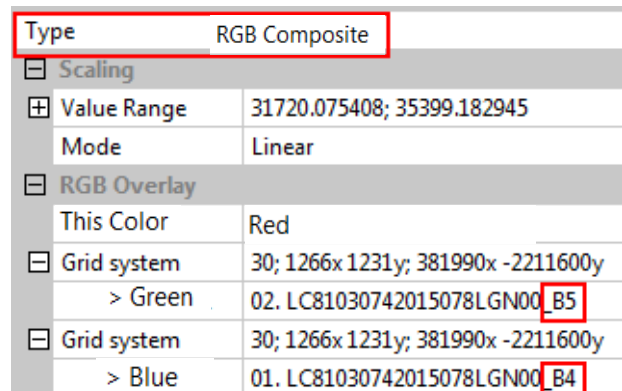 Type RGB Composite
Scaling
Value Range 31720.075408; 35399.182945
Mode Linear
RGB Overlay
This Color Red
Grid system 30; 1266x 1231y; 381990x -2211600y
> Green 02. LC81030742015078LGN00_B5
Grid system 30; 1266x 1231y; 381990x -2211600y
> Blue 01. LC81030742015078LGN00_B4